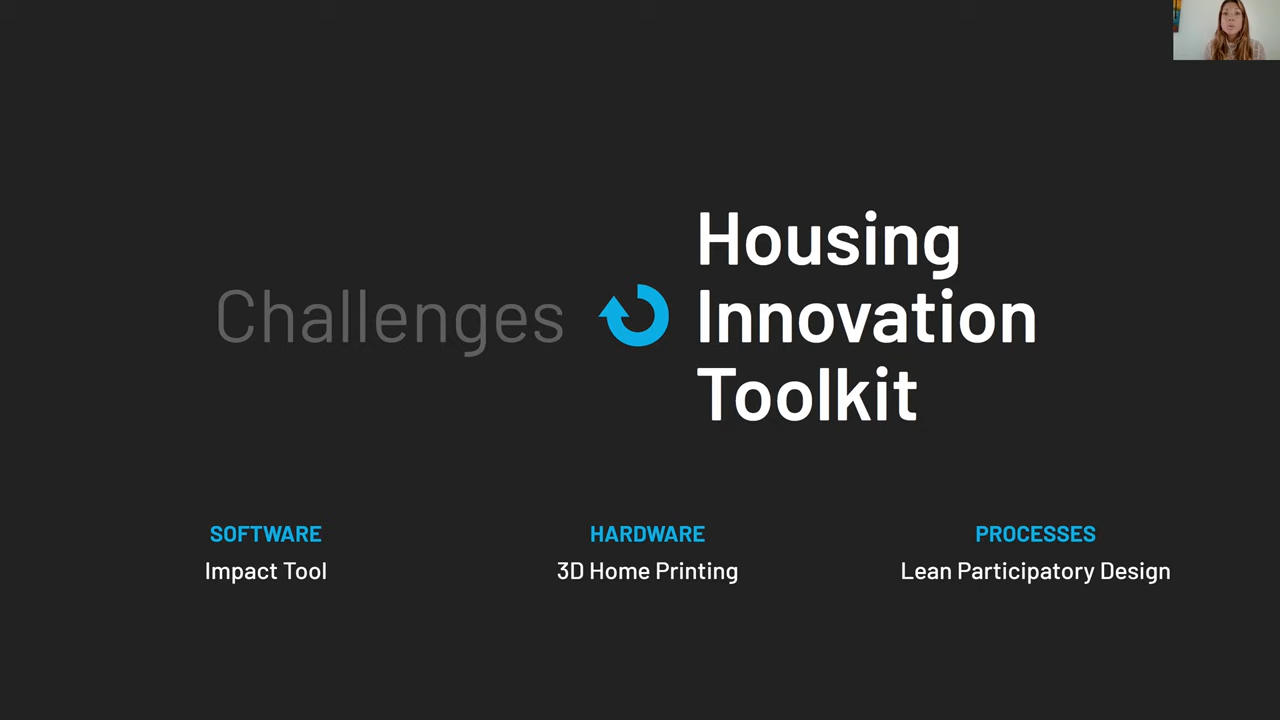 Challenges
Housing
Innovation
Toolkit
SOFTWARE
Impact Tool
HARDWARE
3D Home Printing
PROCESSES
Lean Participatory Design